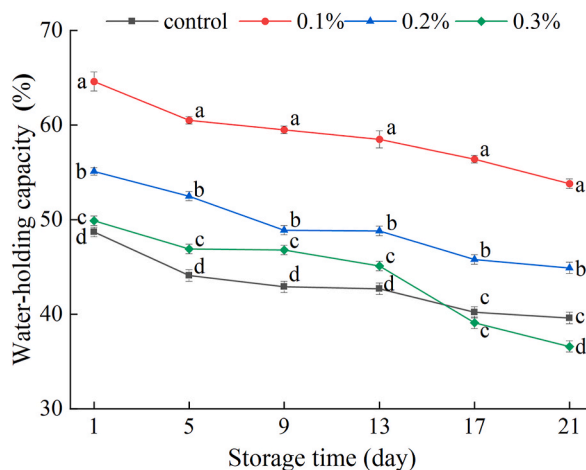 control 0.1% 0.2% 0.3%
Water-holding capacity (%)
70
60
50
40
30
a a a a a a
b b b b b b
c c c c c c
d d d d c d
1 5 9 13 17 21
Storage time (day)